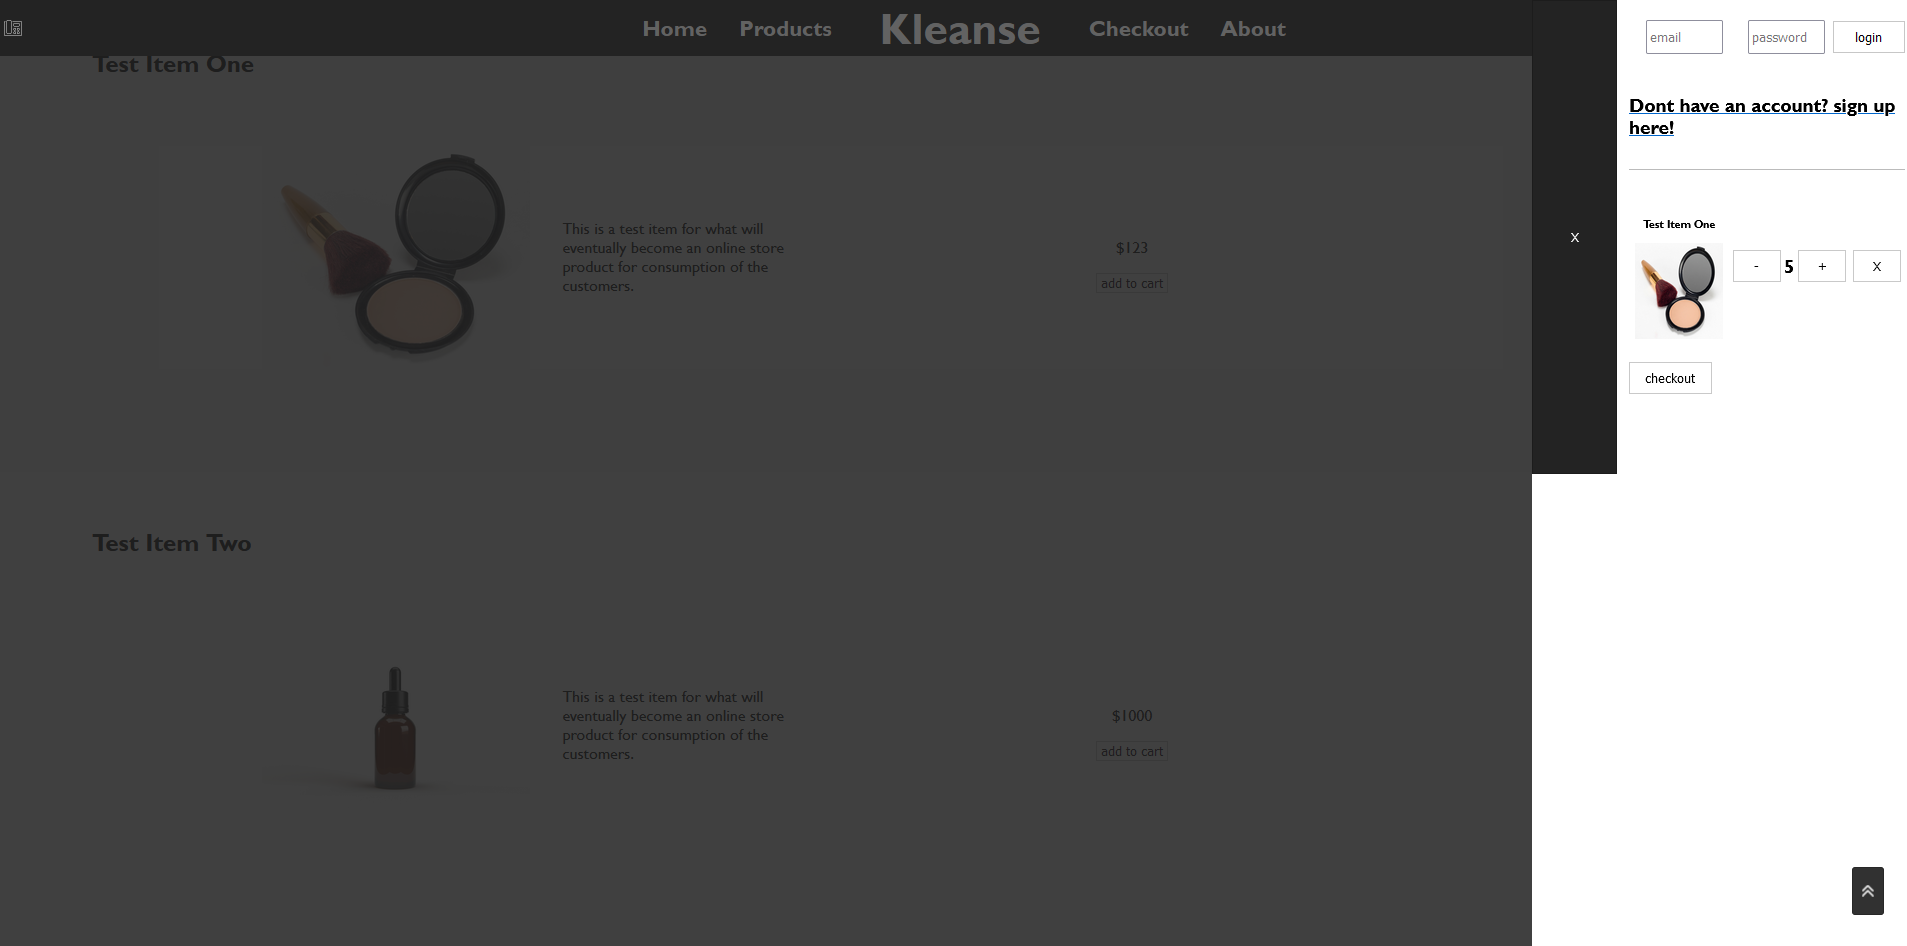 Home Products Kleanse Checkout About
Test Item One
This is a test item for what will
eventually become an online store
product for consumption of the
customers.
$123
add to cart
Test Item Two
This is a test item for what will
eventually become an online store
product for consumption of the
customers.
$1000
add to cart
X
email password login
Dont have an account? sign up
here!
Test Item One
- 5 + X
checkout